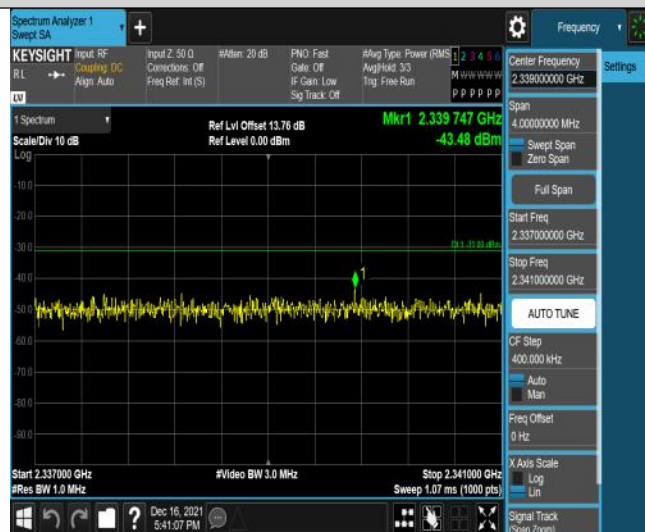 Spectrum Analyzer 1
Swept SA
+
Frequency
KEYSIGHT
RL
LM
Input: RF
Coupling: DC
Align: Auto
Input Z: 50 Ω
Corrections: Off
Freq Ref: Int (S)
#Atten: 20 dB
PNO: Fast
Gate: Off
IF Gain: Low
Sig Track: Off
#Avg Type: Power (RMS
Avg|Hold: 3/3
Trig: Free Run
1 2 3 4 5 6
M W W W W W
P P P P P P
1 Spectrum
Scale/Div 10 dB
Log
Ref Lvl Offset 13.76 dB
Ref Level 0.00 dBm
Mkr1 2.339 747 GHz
-43.48 dBm
-10.0
-20.0
-30.0
-40.0
-50.0
-60.0
-70.0
-80.0
-90.0
1
Start 2.337000 GHz
#Res BW 1.0 MHz
#Video BW 3.0 MHz
Stop 2.341000 GHz
Sweep 1.07 ms (1000 pts)
?
Dec 16, 2021
5:41:07 PM
Center Frequency
2.339000000 GHz
Settings
Span
4.00000000 MHz
Swept Span
Zero Span
Full Span
Start Freq
2.337000000 GHz
Stop Freq
2.341000000 GHz
AUTO TUNE
CF Step
400.000 kHz
Auto
Man
Freq Offset
0 Hz
X Axis Scale
Log
Lin
Signal Track
(Span Zoom)